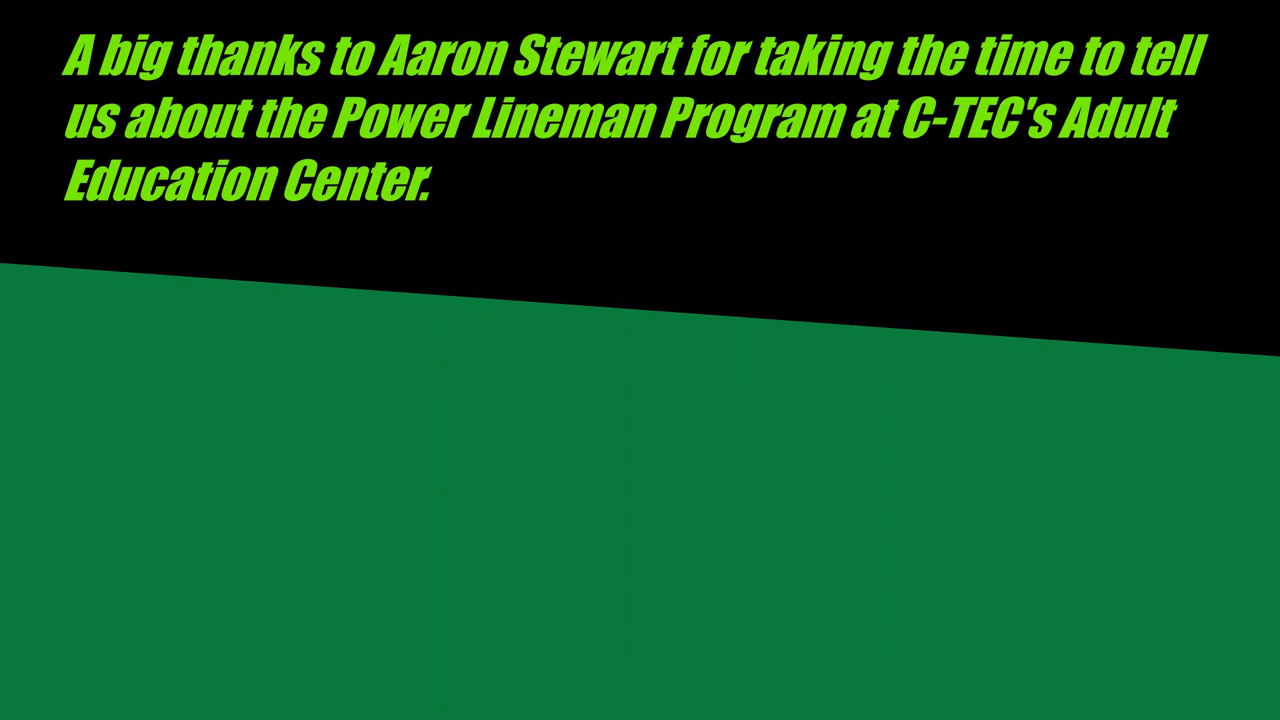 A big thanks to Aaron Stewart for taking the time to tell
us about the Power Lineman Program at C-TEC's Adult
Education Center.